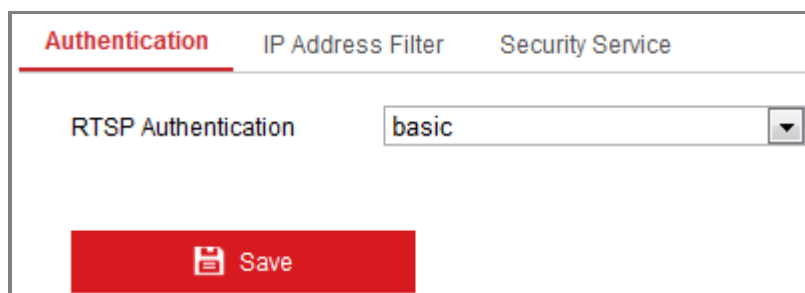 Authentication IP Address Filter Security Service
RTSP Authentication basic
Save